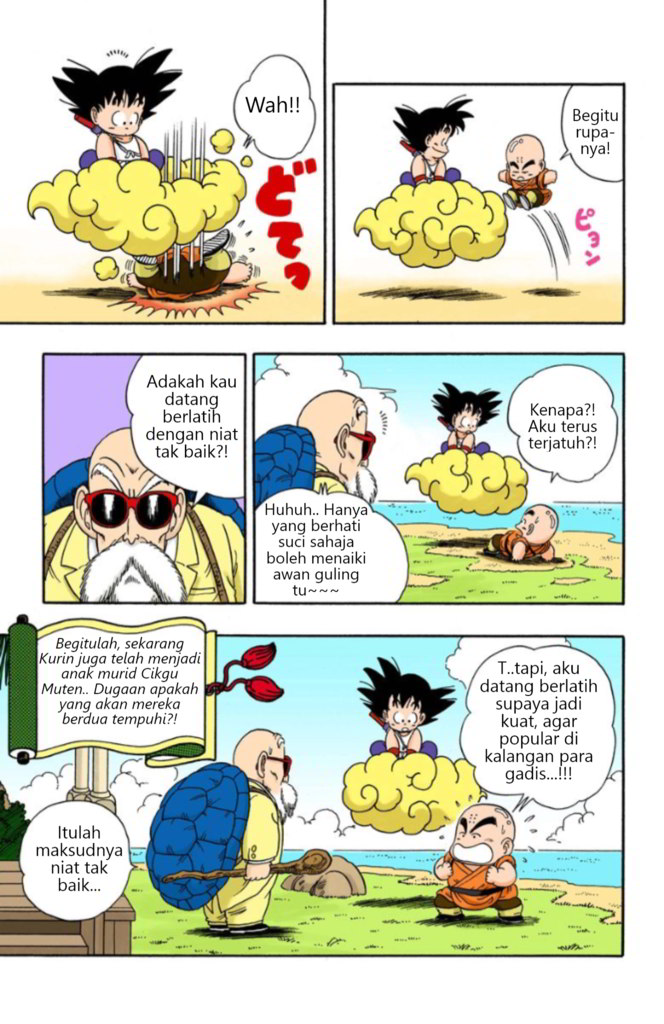 Begitu
rupa-
nya!
ピョン
Wah!!
どてっ
Kenapa?!
Aku terus
terjatuh?!
Huhuh.. Hanya
yang berhati
suci sahaja
boleh menaiki
awan guling
tu~~~
Adakah kau
datang
berlatih
dengan niat
tak baik?!
T..tapi, aku
datang berlatih
supaya jadi
kuat, agar
popular di
kalangan para
gadis...!!!
Itulah
maksudnya
niat tak
baik...
Begitulah, sekarang
Kurin juga telah menjadi
anak murid Cikgu
Muten.. Dugaan apakah
yang akan mereka
berdua tempuhi?!